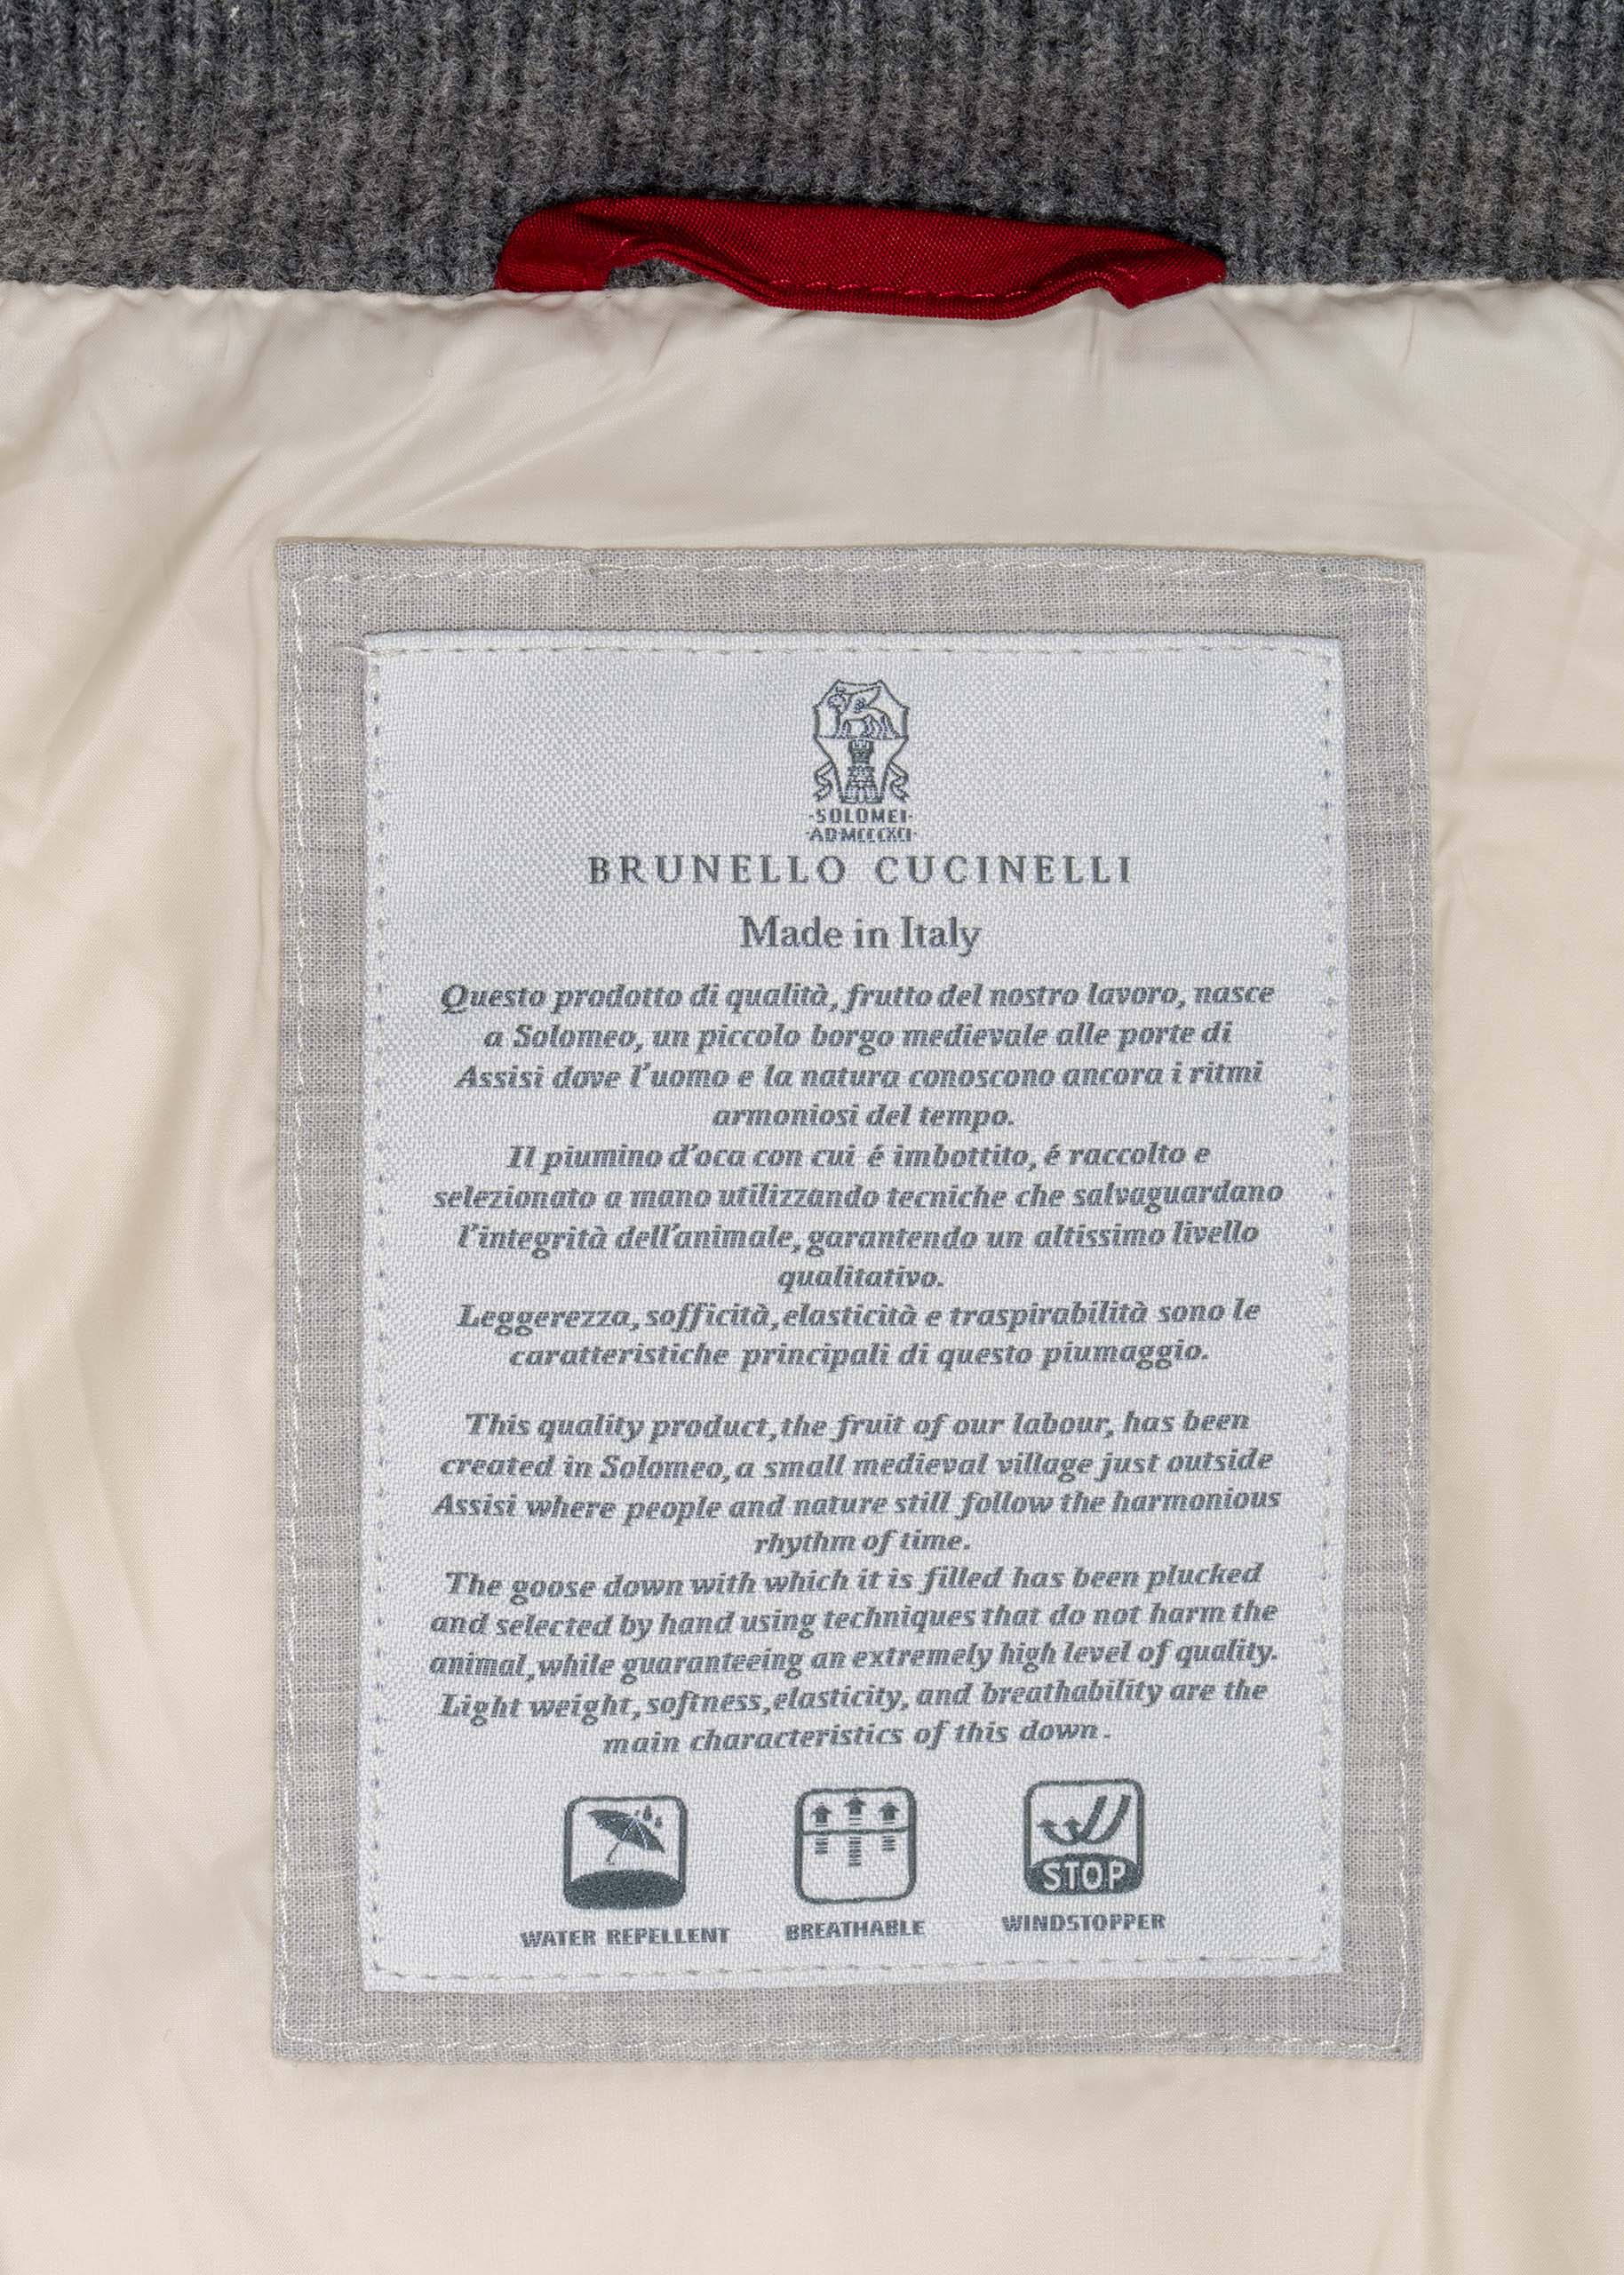 ·SOLOMEI·
·AD·MCCCXCI·
BRUNELLO CUCINELLI
Made in Italy
Questo prodotto di qualità, frutto del nostro lavoro, nasce
a Solomeo, un piccolo borgo medievale alle porte di
Assisi dove l'uomo e la natura conoscono ancora i ritmi
armoniosi del tempo.
Il piumino d'oca con cui é imbottito, é raccolto e
selezionato a mano utilizzando tecniche che salvaguardano
l'integrità dell'animale, garantendo un altissimo livello
qualitativo.
Leggerezza, sofficità, elasticità e traspirabilità sono le
caratteristiche principali di questo piumaggio.
This quality product, the fruit of our labour, has been
created in Solomeo, a small medieval village just outside
Assisi where people and nature still follow the harmonious
rhythm of time.
The goose down with which it is filled has been plucked
and selected by hand using techniques that do not harm the
animal, while guaranteeing an extremely high level of quality.
Light weight, softness, elasticity, and breathability are the
main characteristics of this down.
STOP
WATER REPELLENT BREATHABLE WINDSTOPPER